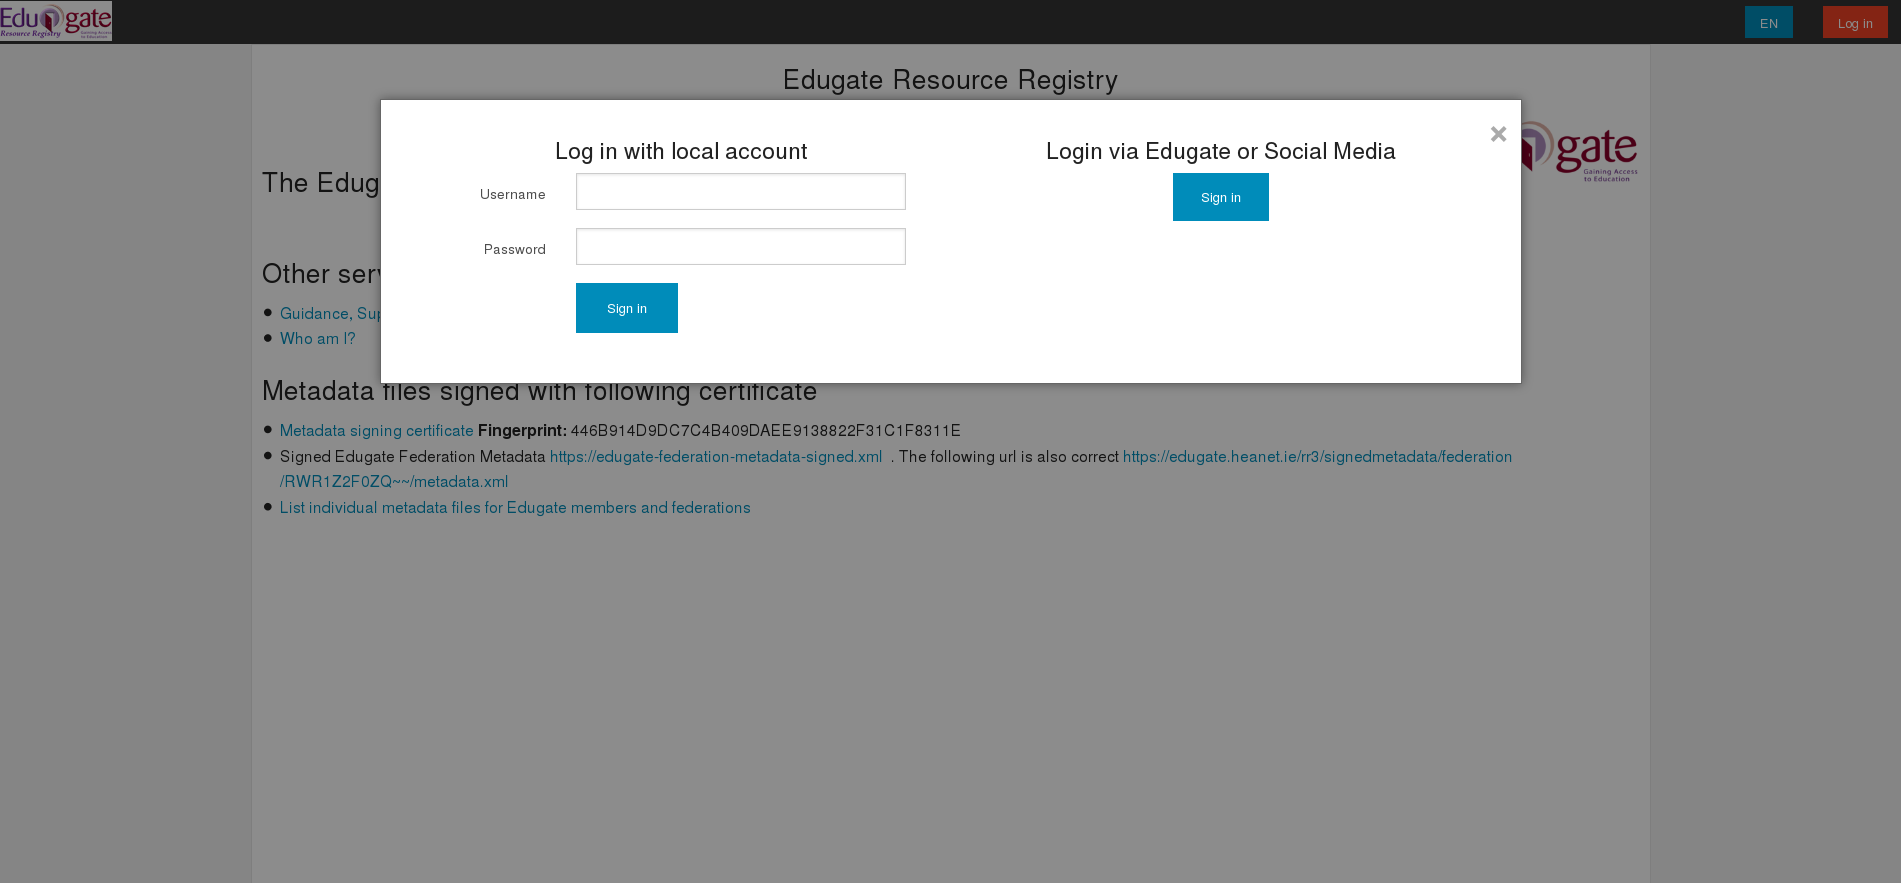 Edugate
Resource Registry
Gaining Access
to Education
EN
Log in
Edugate Resource Registry
×
Log in with local account
Login via Edugate or Social Media
gate
Gaining Access
to Education
The Edug
Username
Sign in
Password
Other serv
Sign in
Guidance, Sup
Who am I?
Metadata files signed with following certificate
Metadata signing certificate Fingerprint: 446B914D9DC7C4B409DAEE9138822F31C1F8311E
Signed Edugate Federation Metadata https://edugate-federation-metadata-signed.xml . The following url is also correct https://edugate.heanet.ie/rr3/signedmetadata/federation
/RWR1Z2F0ZQ~~/metadata.xml
List individual metadata files for Edugate members and federations